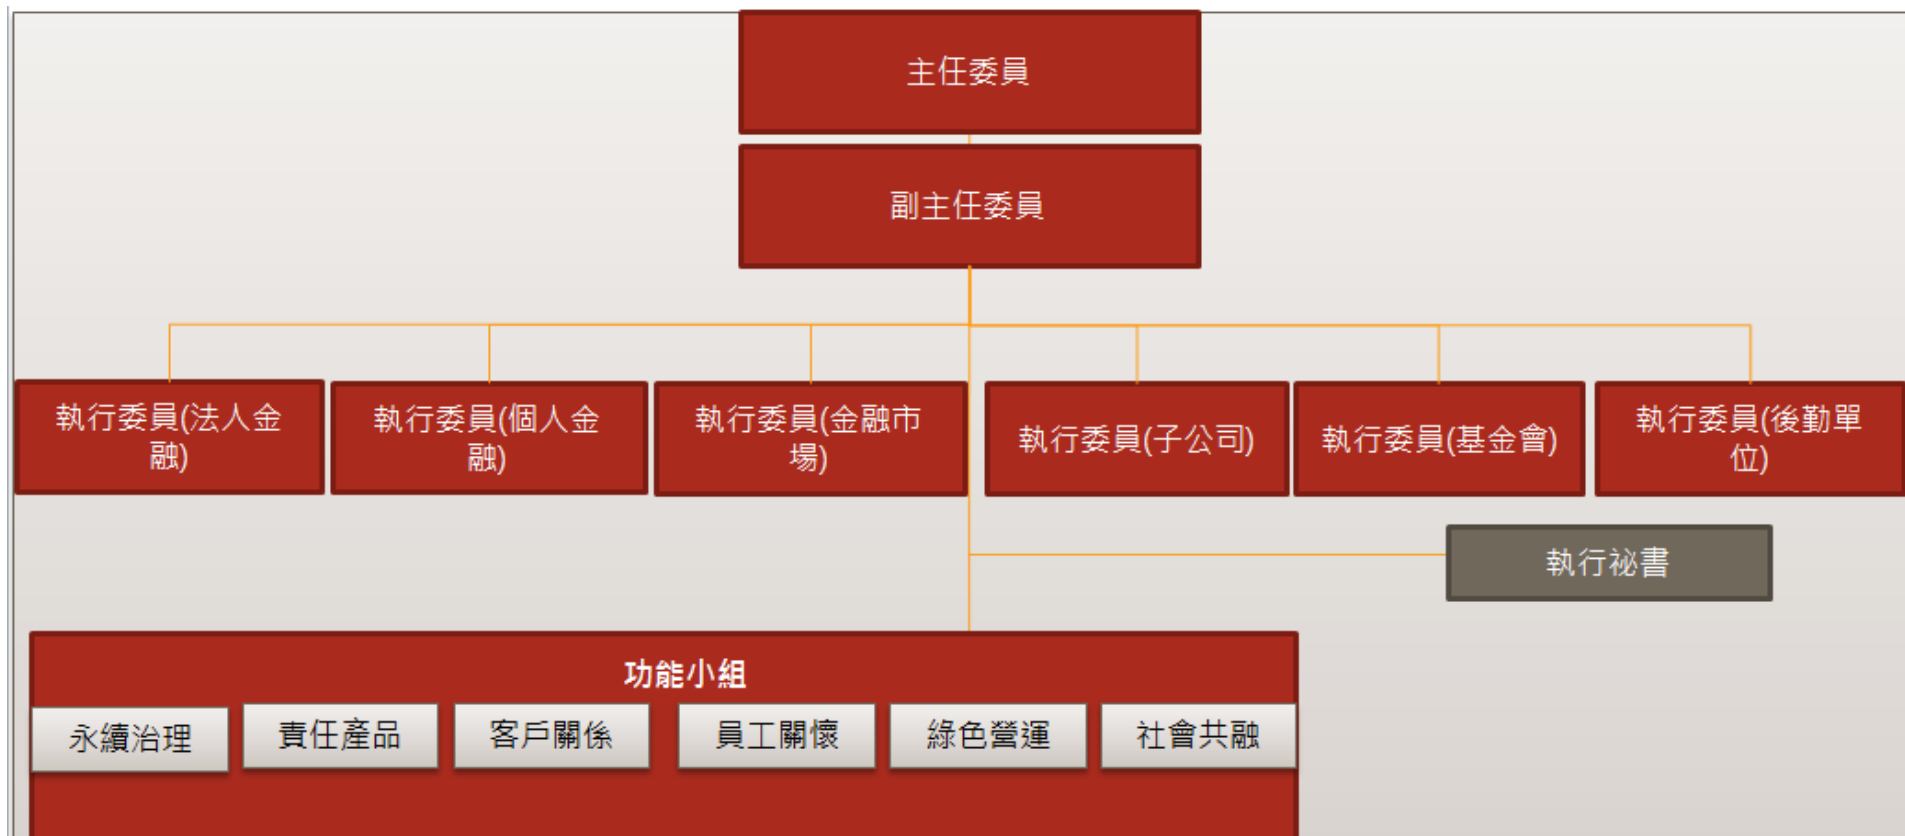 主任委員
副主任委員
執行委員(法人金
融)
執行委員(個人金
融)
執行委員(金融市
場)
執行委員(子公司)
執行委員(基金會)
執行委員(後勤單
位)
執行祕書
功能小組
永續治理
責任產品
客戶關係
員工關懷
綠色營運
社會共融